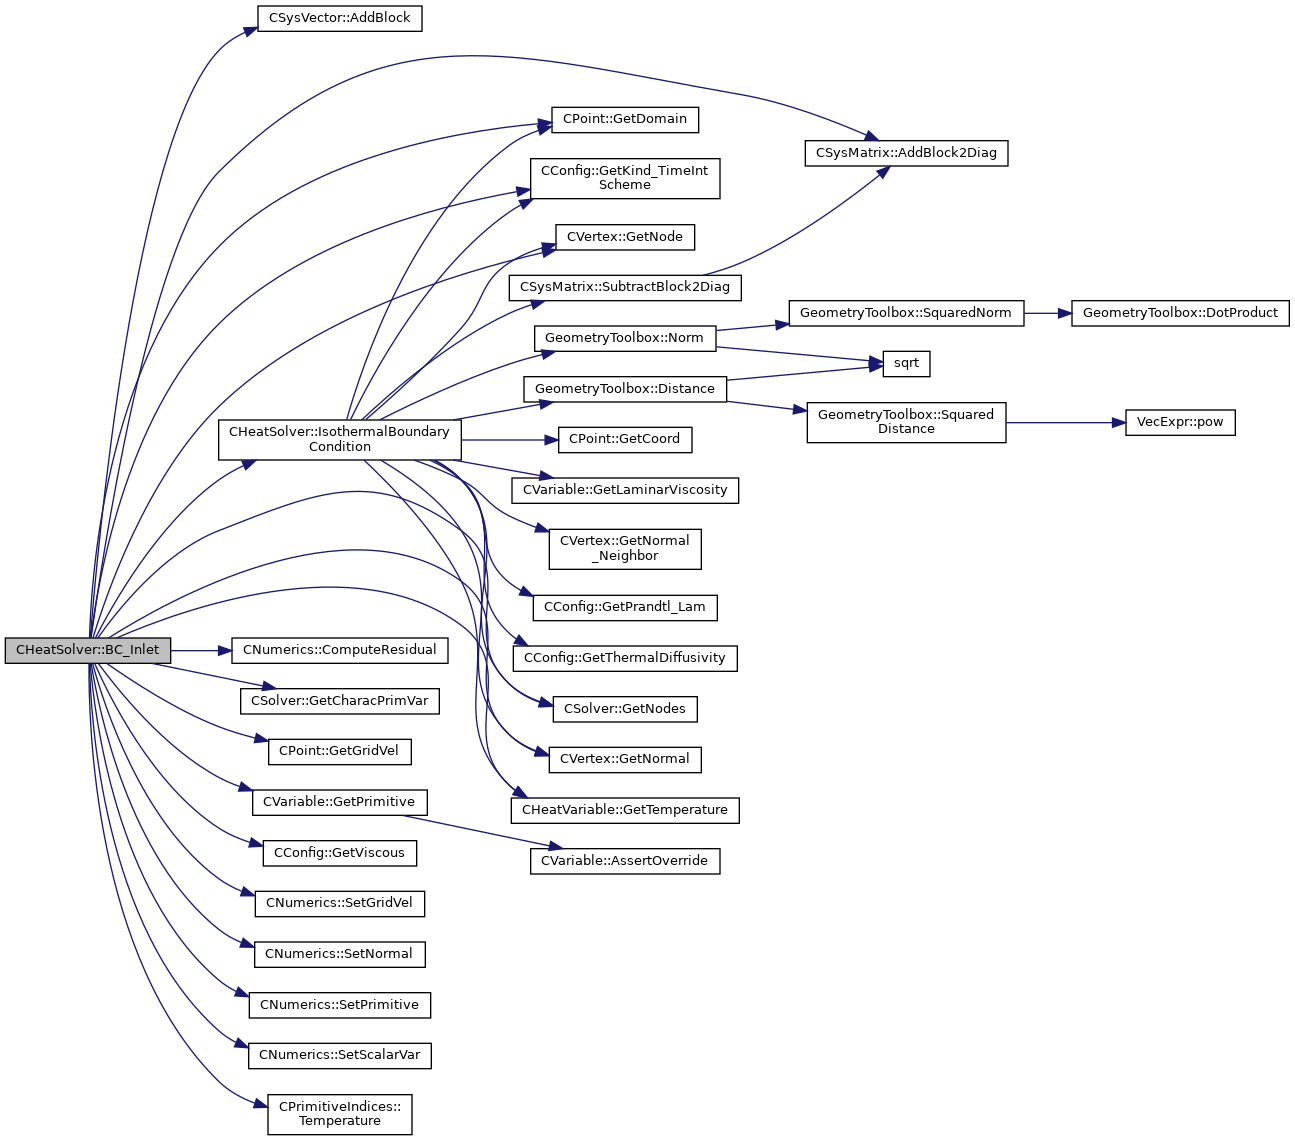 CSysVector::AddBlock
CPoint::GetDomain
CSysMatrix::AddBlock2Diag
CConfig::GetKind_TimeInt
Scheme
CVertex::GetNode
CSysMatrix::SubtractBlock2Diag
GeometryToolbox::SquaredNorm
GeometryToolbox::DotProduct
GeometryToolbox::Norm
sqrt
GeometryToolbox::Distance
GeometryToolbox::Squared
Distance
VecExpr::pow
CHeatSolver::IsothermalBoundary
Condition
CPoint::GetCoord
CVariable::GetLaminarViscosity
CVertex::GetNormal
_Neighbor
CConfig::GetPrandtl_Lam
CHeatSolver::BC_Inlet
CNumerics::ComputeResidual
CConfig::GetThermalDiffusivity
CSolver::GetCharacPrimVar
CSolver::GetNodes
CPoint::GetGridVel
CVertex::GetNormal
CVariable::GetPrimitive
CHeatVariable::GetTemperature
CConfig::GetViscous
CVariable::AssertOverride
CNumerics::SetGridVel
CNumerics::SetNormal
CNumerics::SetPrimitive
CNumerics::SetScalarVar
CPrimitiveIndices::
Temperature